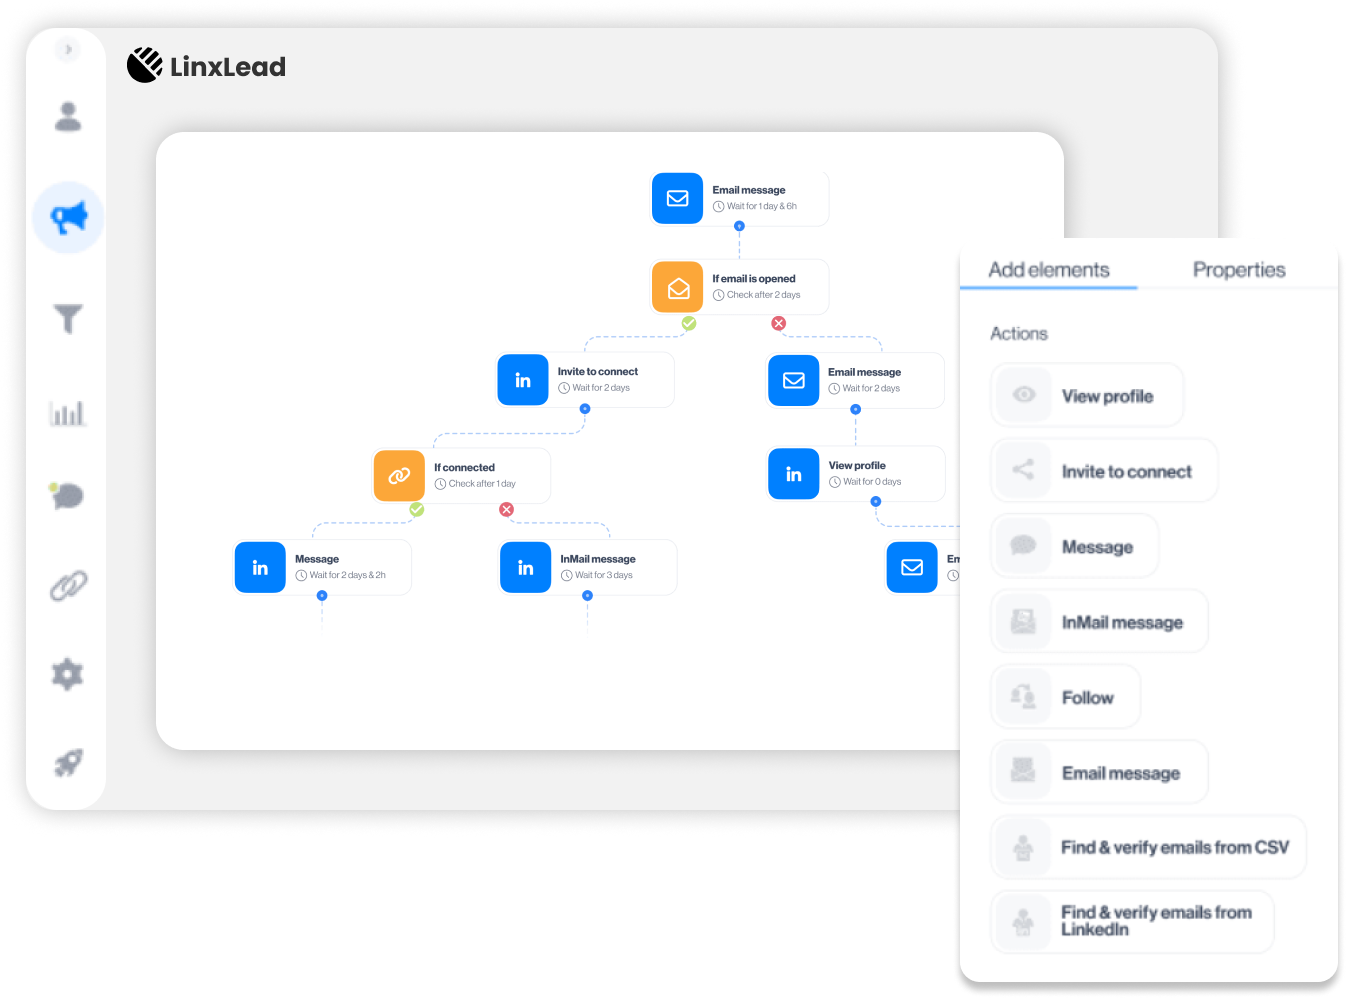 LinxLead
Email message
Wait for 1 day & 6h
If email is opened
Check after 2 days
Invite to connect
Wait for 2 days
Email message
Wait for 2 days
If connected
Check after 1 day
View profile
Wait for 0 days
Message
Wait for 2 days & 2h
InMail message
Wait for 3 days
Em
Add elements
Properties
Actions
View profile
Invite to connect
Message
InMail message
Follow
Email message
Find & verify emails from CSV
Find & verify emails from
LinkedIn